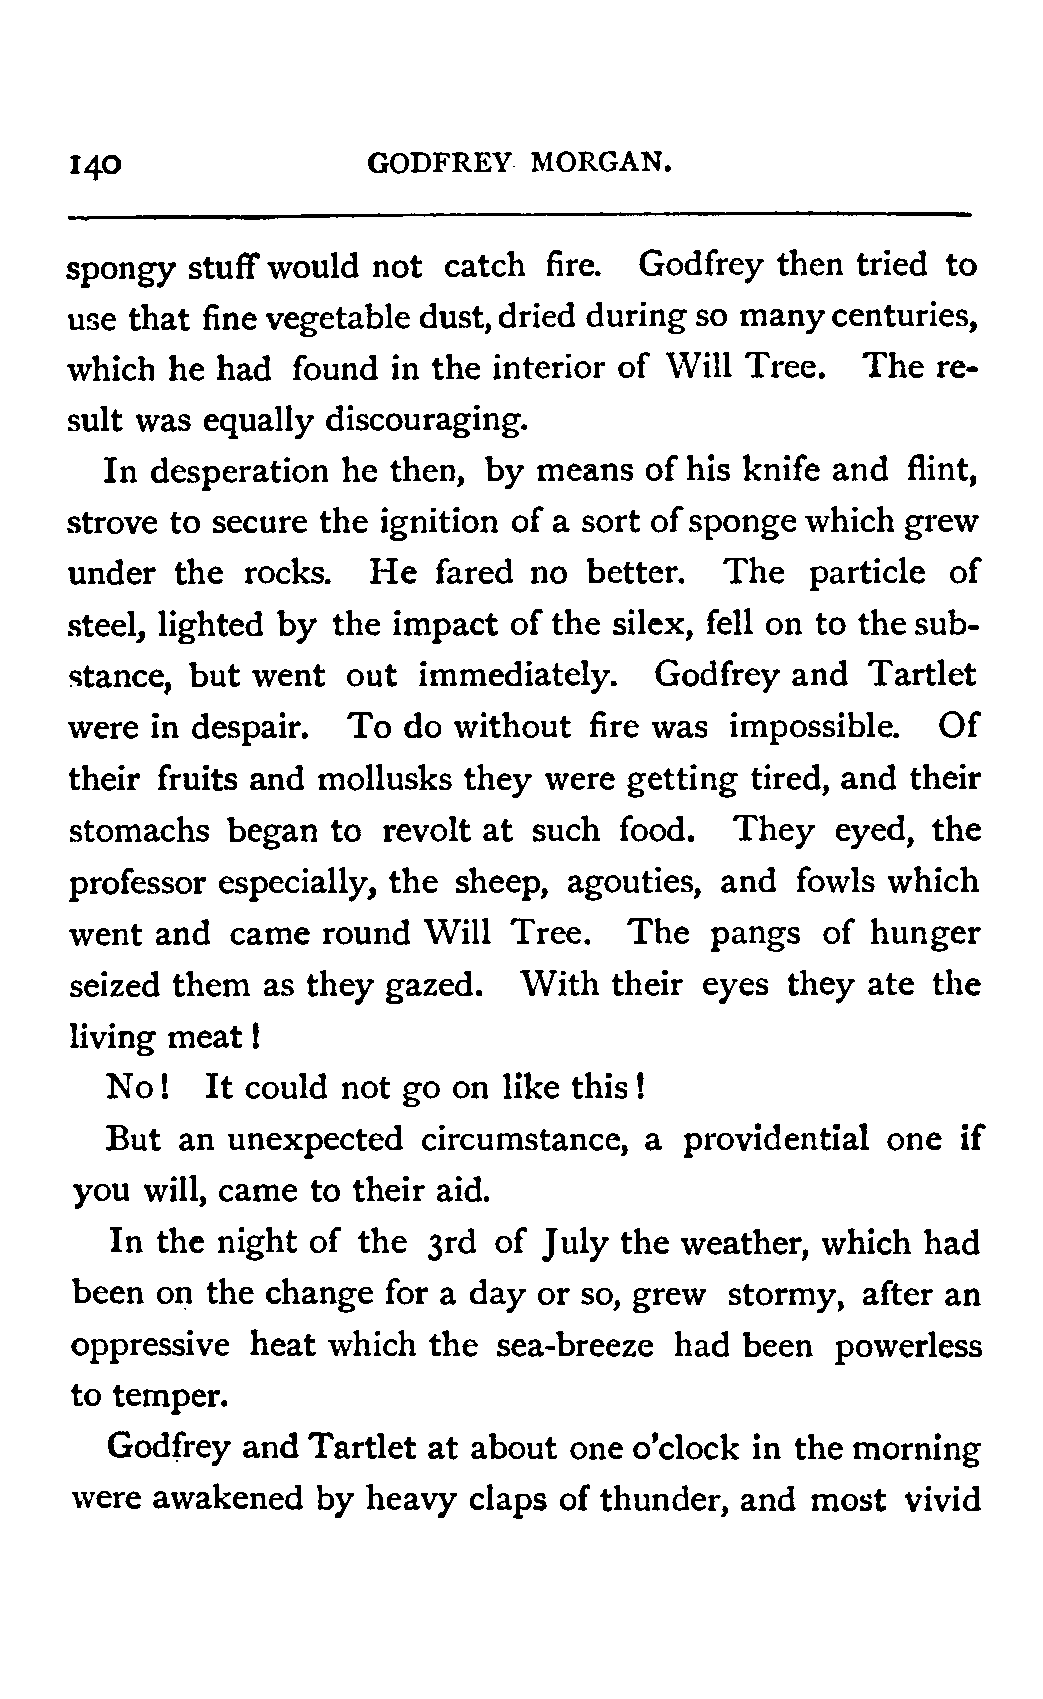 140 GODFREY MORGAN.
spongy stuff would not catch fire. Godfrey then tried to
use that fine vegetable dust, dried during so many centuries,
which he had found in the interior of Will Tree. The re-
sult was equally discouraging.
In desperation he then, by means of his knife and flint,
strove to secure the ignition of a sort of sponge which grew
under the rocks. He fared no better. The particle of
steel, lighted by the impact of the silex, fell on to the sub-
stance, but went out immediately. Godfrey and Tartlet
were in despair. To do without fire was impossible. Of
their fruits and mollusks they were getting tired, and their
stomachs began to revolt at such food. They eyed, the
professor especially, the sheep, agouties, and fowls which
went and came round Will Tree. The pangs of hunger
seized them as they gazed. With their eyes they ate the
living meat !
No ! It could not go on like this !
But an unexpected circumstance, a providential one if
you will, came to their aid.
In the night of the 3rd of July the weather, which had
been on the change for a day or so, grew stormy, after an
oppressive heat which the sea-breeze had been powerless
to temper.
Godfrey and Tartlet at about one o'clock in the morning
were awakened by heavy claps of thunder, and most vivid